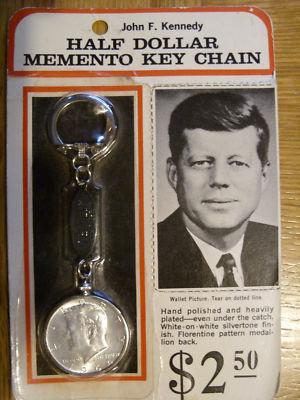 John F. Kennedy
HALF DOLLAR
MEMENTO KEY CHAIN
Wallet Picture. Tear on dotted line.
Hand polished and heavily
plated—even under the catch.
White-on-white silvertone fin-
ish. Florentine pattern medal-
lion back.
$2.50